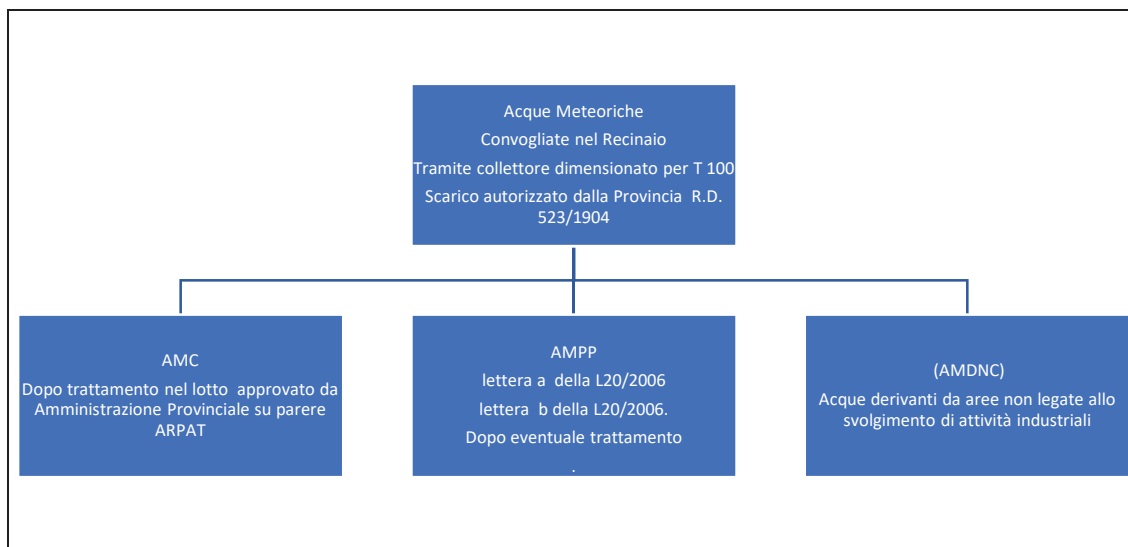 Acque Meteoriche
Convogliate nel Recinaio
Tramite collettore dimensionato per T 100
Scarico autorizzato dalla Provincia R.D.
523/1904
AMC
Dopo trattamento nel lotto approvato da
Amministrazione Provinciale su parere
ARPAT
AMPP
lettera a della L20/2006
lettera b della L20/2006.
Dopo eventuale trattamento
.
(AMDNC)
Acque derivanti da aree non legate allo
svolgimento di attività industriali